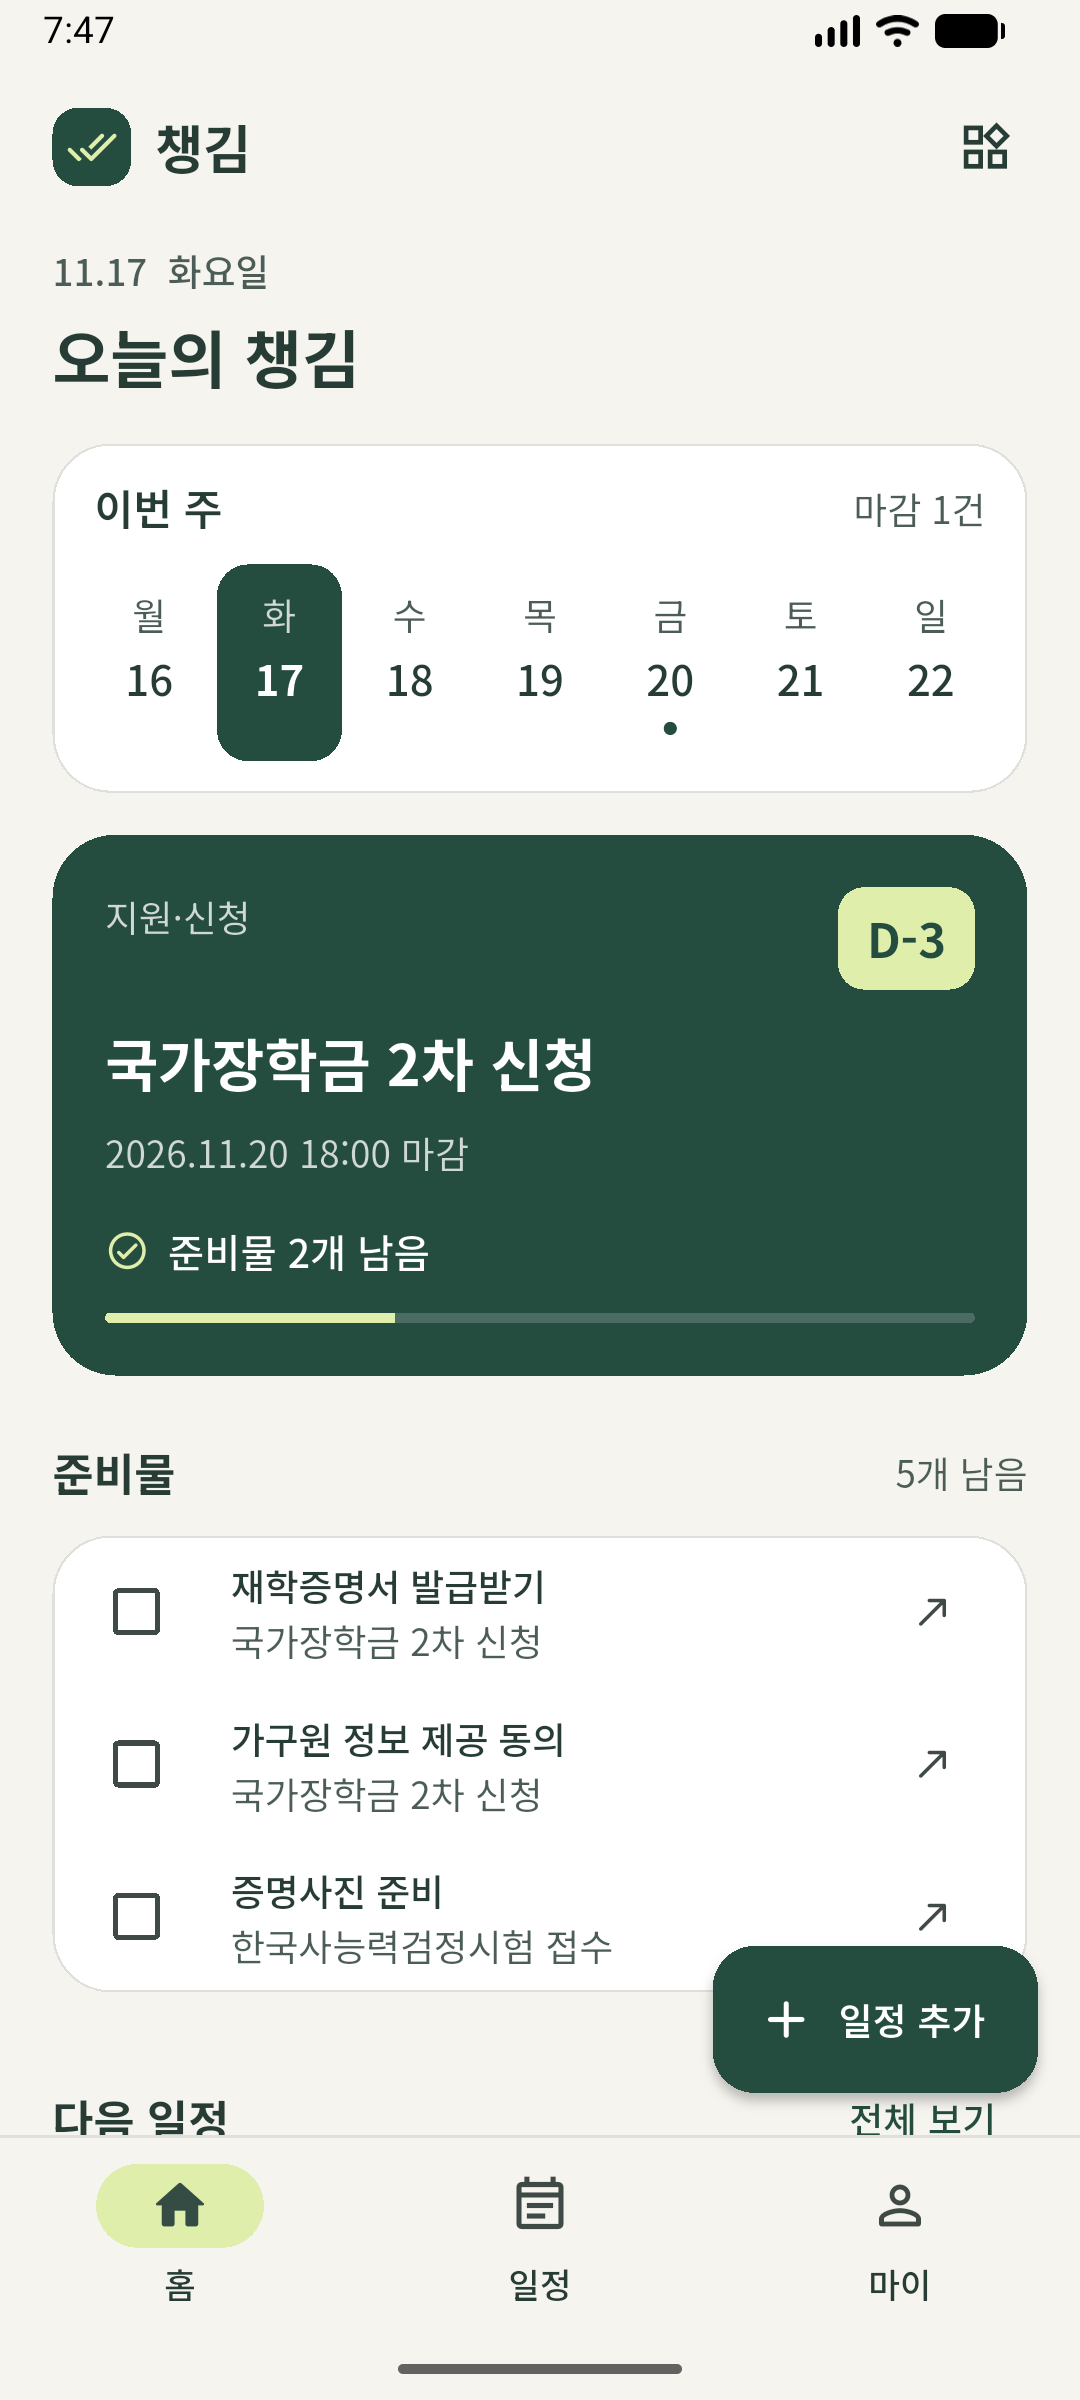 7:47
챙김
11.17 화요일
오늘의 챙김
이번 주
마감 1건
월 화 수 목 금 토 일
16 17 18 19 20 21 22
지원·신청
D-3
국가장학금 2차 신청
2026.11.20 18:00 마감
준비물 2개 남음
준비물
5개 남음
재학증명서 발급받기
국가장학금 2차 신청
가구원 정보 제공 동의
국가장학금 2차 신청
증명사진 준비
한국사능력검정시험 접수
일정 추가
다음 일정
전체 보기
홈
일정
마이